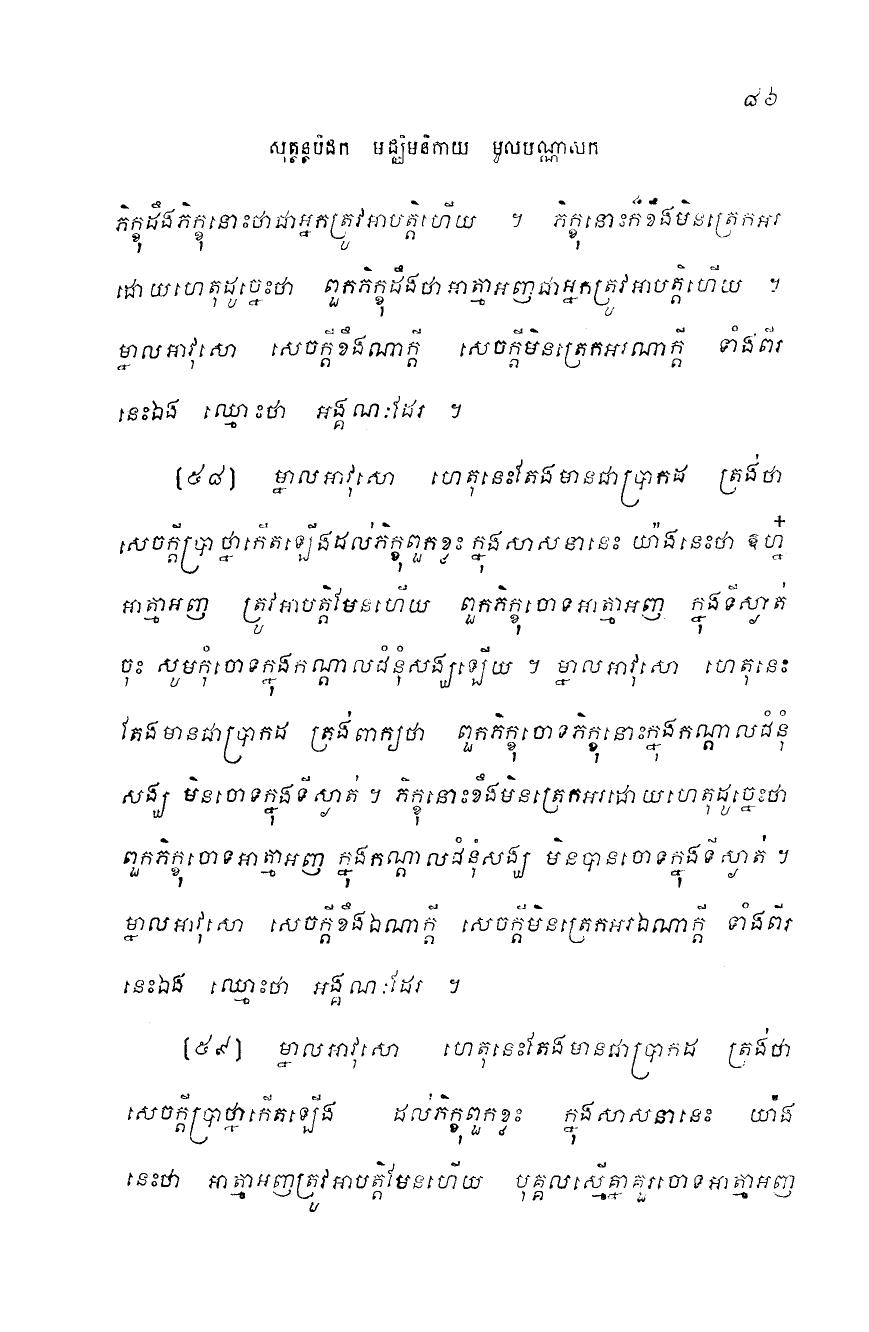 ៨៦
សុត្តន្តបិដក មជ្ឈិមនិកាយ មូលបណ្ណាសក
ភិក្ខុដឹងភិក្ខុនោះថាជាអ្នកត្រូវអាបត្តិហើយ ។ ភិក្ខុនោះក៏ខឹងមិនត្រេកអរ
ដោយហេតុដូច្នេះថា ពួកភិក្ខុដឹងថាអាត្មាអញជាអ្នកត្រូវអាបត្តិហើយ ។
ម្នាលអាវុសោ សេចក្តីខឹងណាក្តី សេចក្តីមិនត្រេកអរណាក្តី ទាំងពីរ
នេះឯង ឈ្មោះថា អង្គណៈដែរ ។
[៥៨] ម្នាលអាវុសោ ហេតុនេះតែងមានជាប្រាកដ ត្រង់ថា
សេចក្តីប្រាថ្នាកើតឡើងដល់ភិក្ខុពួកខ្លះ ក្នុងសាសនានេះ យ៉ាងនេះថា ឱហ្ន៎
អាត្មាអញ ត្រូវអាបត្តិមែនហើយ ពួកភិក្ខុចោទអាត្មាអញ ក្នុងទីស្ងាត់
ចុះ សូមកុំចោទក្នុងកណ្តាលជំនុំសង្ឃឡើយ ។ ម្នាលអាវុសោ ហេតុនេះ
តែងមានជាប្រាកដ ត្រង់ពាក្យថា ពួកភិក្ខុចោទភិក្ខុនោះក្នុងកណ្តាលជំនុំ
សង្ឃ មិនចោទក្នុងទីស្ងាត់ ។ ភិក្ខុនោះខឹងមិនត្រេកអរដោយហេតុដូច្នេះថា
ពួកភិក្ខុចោទអាត្មាអញ ក្នុងកណ្តាលជំនុំសង្ឃ មិនបានចោទក្នុងទីស្ងាត់ ។
ម្នាលអាវុសោ សេចក្តីខឹងឯណាក្តី សេចក្តីមិនត្រេកអរឯណាក្តី ទាំងពីរ
នេះឯង ឈ្មោះថា អង្គណៈដែរ ។
[៥៩] ម្នាលអាវុសោ ហេតុនេះតែងមានជាប្រាកដ ត្រង់ថា
សេចក្តីប្រាថ្នាកើតឡើង ដល់ភិក្ខុពួកខ្លះ ក្នុងសាសនានេះ យ៉ាង
នេះថា អាត្មាអញត្រូវអាបត្តិមែនហើយ បុគ្គលស្មើគ្នាគួរចោទអាត្មាអញ